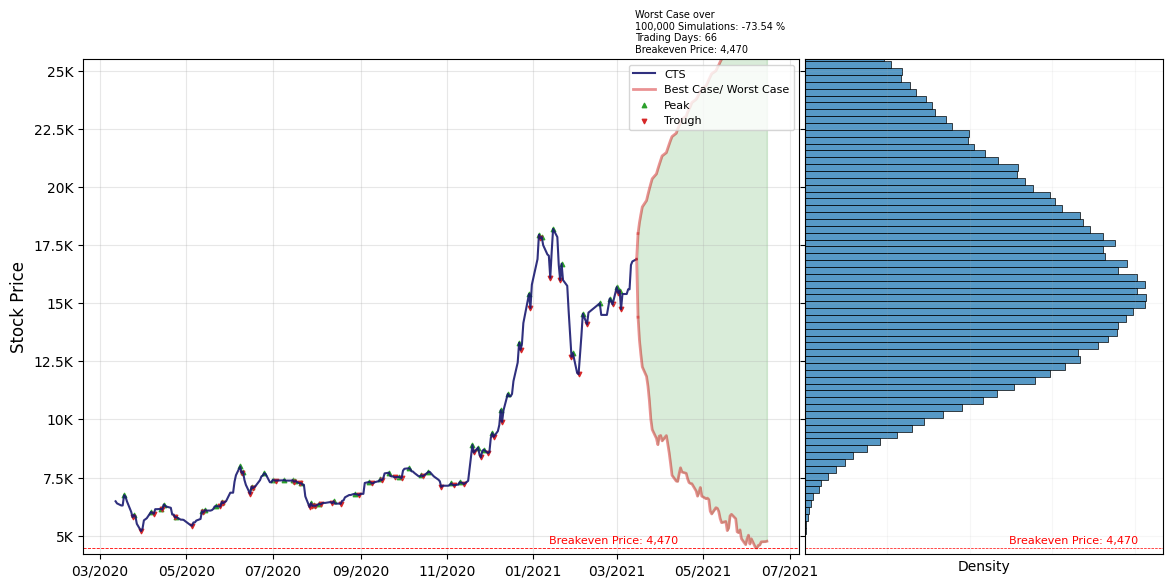 Worst Case over
100,000 Simulations: -73.54 %
Trading Days: 66
Breakeven Price: 4,470
CTS
Best Case/ Worst Case
Peak
Trough
Stock Price
25K
22.5K
20K
17.5K
15K
12.5K
10K
7.5K
5K
Breakeven Price: 4,470
Breakeven Price: 4,470
03/2020 05/2020 07/2020 09/2020 11/2020 01/2021 03/2021 05/2021 07/2021
Density